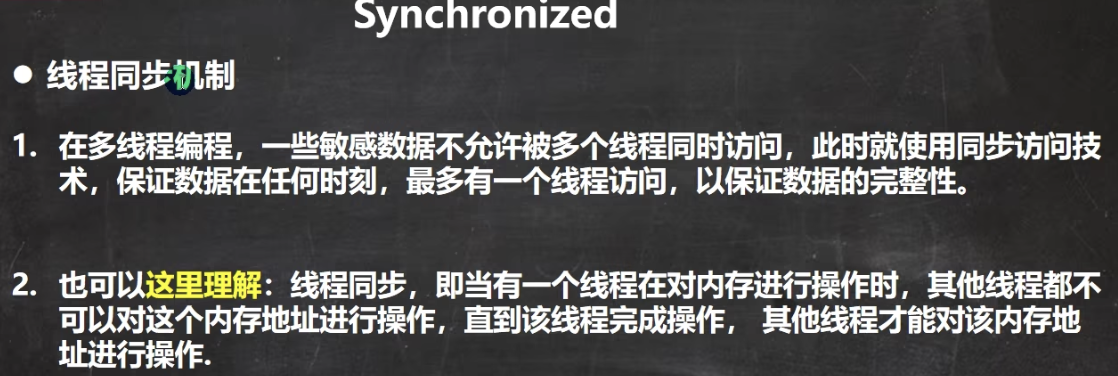 Synchronized
● 线程同步机制
1. 在多线程编程，一些敏感数据不允许被多个线程同时访问，此时就使用同步访问技
术，保证数据在任何时刻，最多有一个线程访问，以保证数据的完整性。
2. 也可以这里理解：线程同步，即当有一个线程在对内存进行操作时，其他线程都不
可以对这个内存地址进行操作，直到该线程完成操作， 其他线程才能对该内存地
址进行操作.